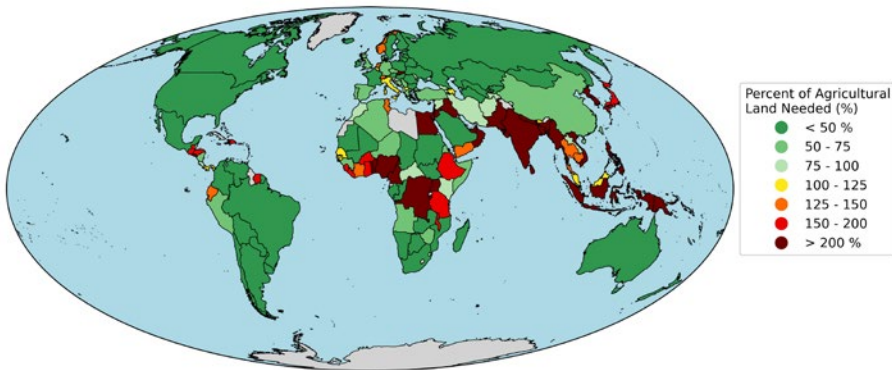 Percent of Agricultural
Land Needed (%)
< 50 %
50 - 75
75 - 100
100 - 125
125 - 150
150 - 200
> 200 %